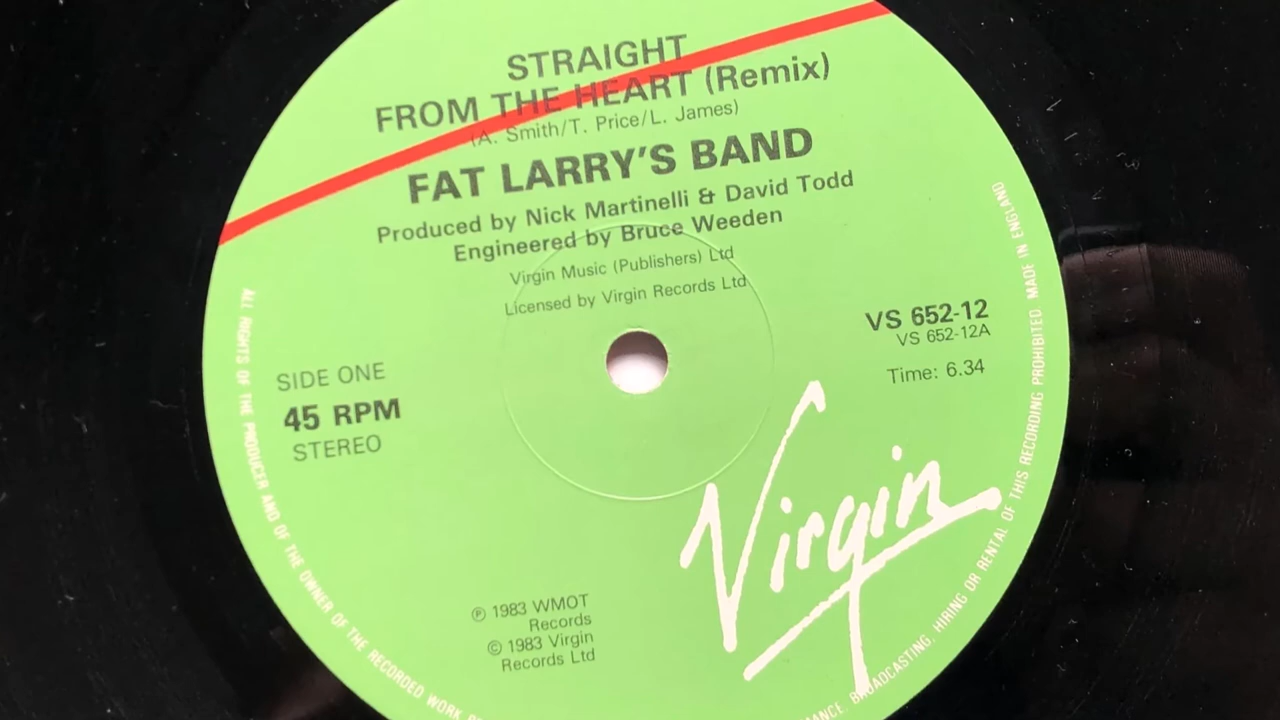 STRAIGHT
FROM THE HEART (Remix)
(A. Smith/T. Price/L. James)
FAT LARRY'S BAND
Produced by Nick Martinelli & David Todd
Engineered by Bruce Weeden
Virgin Music (Publishers) Ltd
Licensed by Virgin Records Ltd
VS 652-12
VS 652-12A
Time: 6.34
SIDE ONE
45 RPM
STEREO
Virgin
℗ 1983 WMOT
Records
© 1983 Virgin
Records Ltd
ALL RIGHTS OF THE PRODUCER AND OF THE OWNER OF THE RECORDED WORK
BROADCASTING, HIRING OR RENTAL OF THIS RECORDING PROHIBITED MADE IN ENGLAND